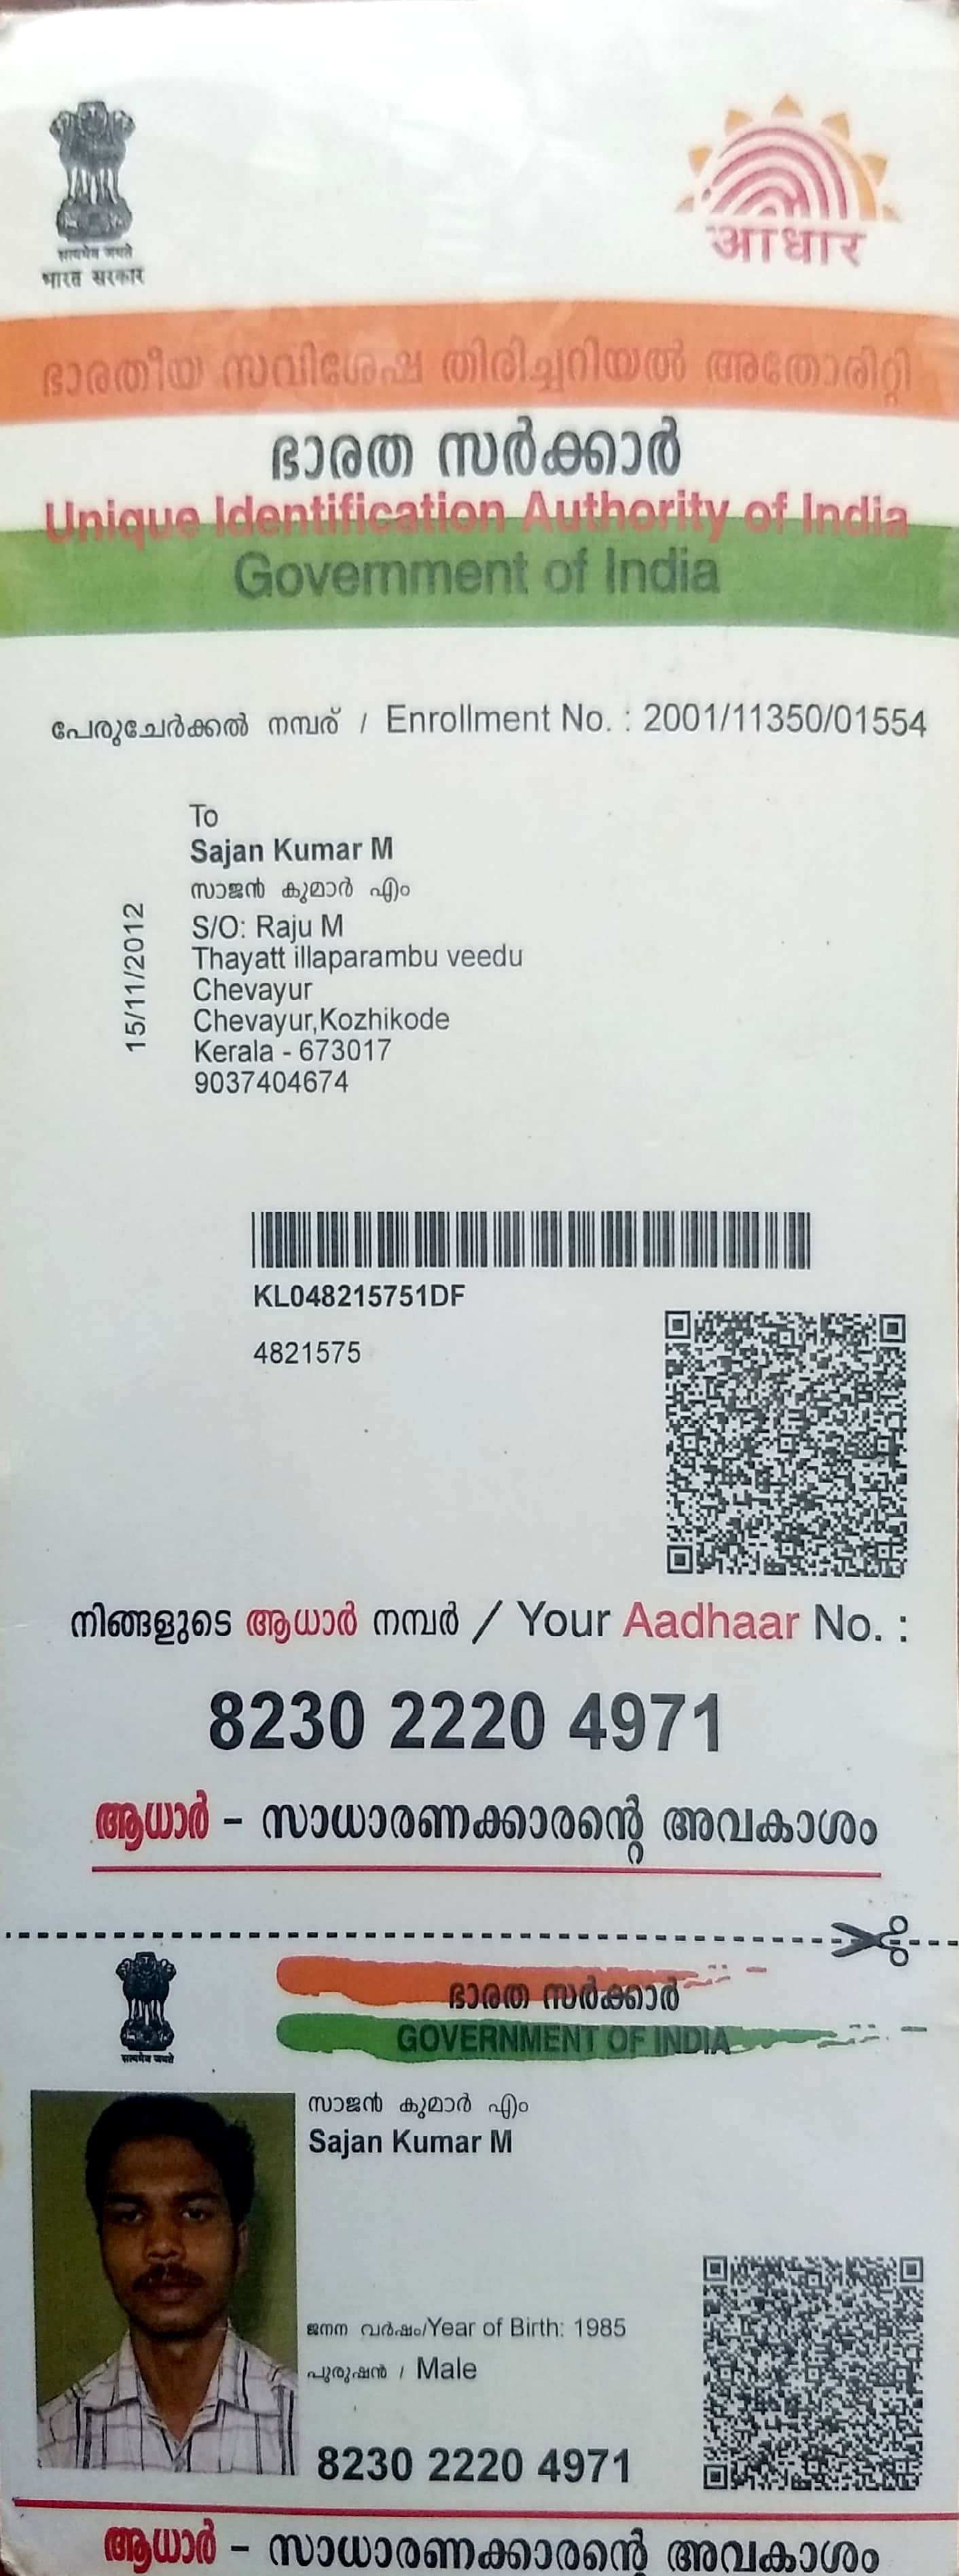 सत्यमेव जयते
भारत सरकार
आधार
ഭാരതീയ സവിശേഷ തിരിച്ചറിയൽ അതോരിറ്റി
ഭാരത സർക്കാർ
Unique Identification Authority of India
Government of India
പേരുചേർക്കൽ നമ്പര് / Enrollment No. : 2001/11350/01554
To
Sajan Kumar M
സാജൻ കുമാർ എം
S/O: Raju M
Thayatt illaparambu veedu
Chevayur
Chevayur,Kozhikode
Kerala - 673017
9037404674
15/11/2012
KL048215751DF
4821575
നിങ്ങളുടെ ആധാർ നമ്പർ / Your Aadhaar No. :
8230 2220 4971
ആധാർ – സാധാരണക്കാരന്റെ അവകാശം
सत्यमेव जयते
ഭാരത സർക്കാർ
GOVERNMENT OF INDIA
സാജൻ കുമാർ എം
Sajan Kumar M
ജനന വർഷം/Year of Birth: 1985
പുരുഷൻ / Male
8230 2220 4971
ആധാർ – സാധാരണക്കാരന്റെ അവകാശം